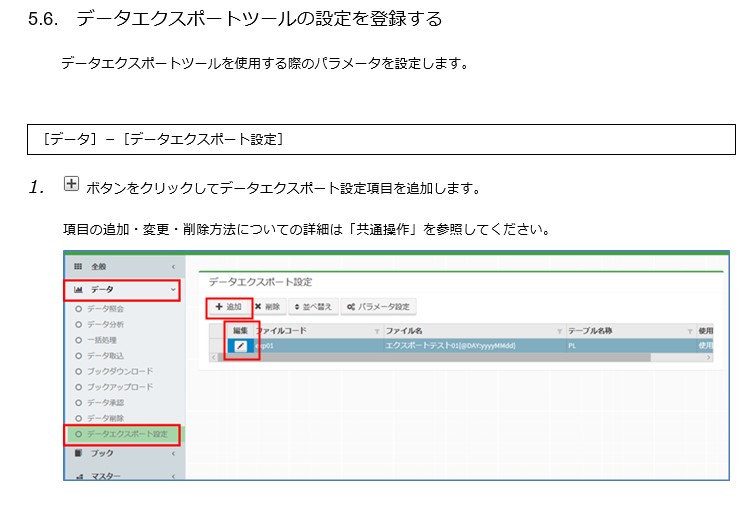 5.6. データエクスポートツールの設定を登録する
データエクスポートツールを使用する際のパラメータを設定します。
［データ］－［データエクスポート設定］
1. ボタンをクリックしてデータエクスポート設定項目を追加します。
項目の追加・変更・削除方法についての詳細は「共通操作」を参照してください。
全般
データ
データ照会
データ分析
一括処理
データ取込
ブックダウンロード
ブックアップロード
データ承認
データ削除
データエクスポート設定
ブック
マスター
データエクスポート設定
追加 削除 並べ替え パラメータ設定
編集 ファイルコード ファイル名 テーブル名称 使用
exp01 エクスポートテスト01[@DAY:yyyyMMdd] PL 使用